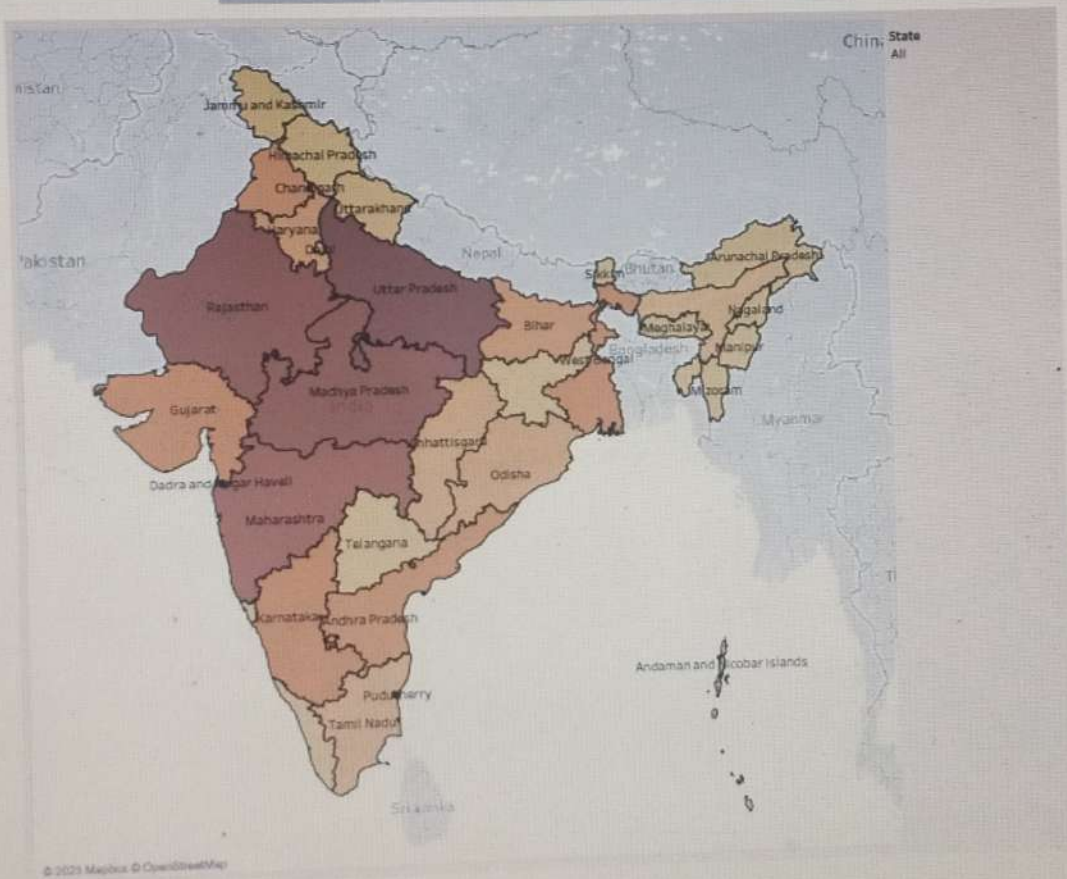 State
All
China
Jammu and Kashmir
Himachal Pradesh
Chandigarh
Uttarakhand
Haryana
Delhi
Nepal
Sikkim
Bhutan
Arunachal Pradesh
Rajasthan
Uttar Pradesh
Bihar
Nagaland
Meghalaya
Manipur
Bangladesh
West Bengal
Mizoram
Madhya Pradesh
India
Gujarat
Myanmar
Chhattisgarh
Odisha
Dadra and Nagar Haveli
Maharashtra
Telangana
Karnataka
Andhra Pradesh
Andaman and Nicobar Islands
Puducherry
Tamil Nadu
Sri Lanka
© 2023 Mapbox © OpenStreetMap